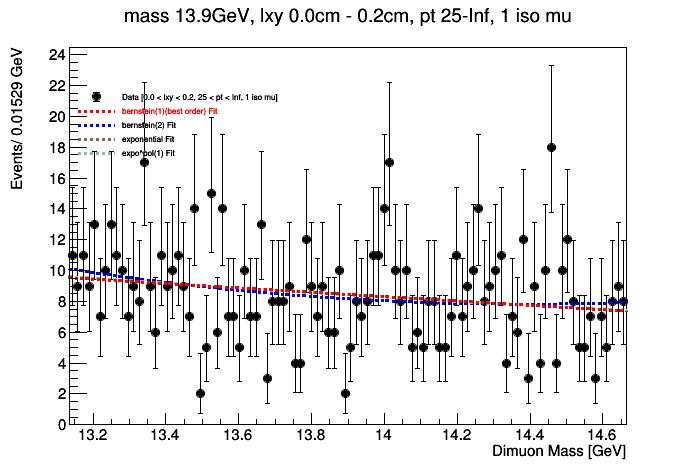 mass 13.9GeV, lxy 0.0cm - 0.2cm, pt 25-Inf, 1 iso mu
Events/ 0.01529 GeV
24
22
20
18
16
14
12
10
8
6
4
2
0
Data [0.0 < lxy < 0.2, 25 < pt < Inf, 1 iso mu]
bernstein(1)(best order) Fit
bernstein(2) Fit
exponential Fit
expo*pol(1) Fit
13.2 13.4 13.6 13.8 14 14.2 14.4 14.6
Dimuon Mass [GeV]